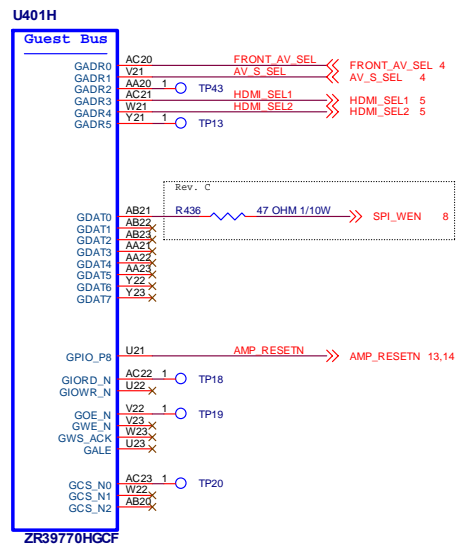 U401H
Guest Bus
GADR0 AC20 FRONT_AV_SEL FRONT_AV_SEL 4
GADR1 V21 AV_S_SEL AV_S_SEL 4
GADR2 AA20 1 TP43
GADR3 AC21 HDMI_SEL1 HDMI_SEL1 5
GADR4 W21 HDMI_SEL2 HDMI_SEL2 5
GADR5 Y21 1 TP13
Rev. C
GDAT0 AB21 R436 47 OHM 1/10W SPI_WEN 8
GDAT1 AB22
GDAT2 AB23
GDAT3 AA21
GDAT4 AA22
GDAT5 AA23
GDAT6 Y22
GDAT7 Y23
GPIO_P8 U21 AMP_RESETN AMP_RESETN 13,14
GIORD_N AC22 1 TP18
GIOWR_N U22
GOE_N V22 1 TP19
GWE_N V23
GWS_ACK W23
GALE U23
GCS_N0 AC23 1 TP20
GCS_N1 W22
GCS_N2 AB20
ZR39770HGCF